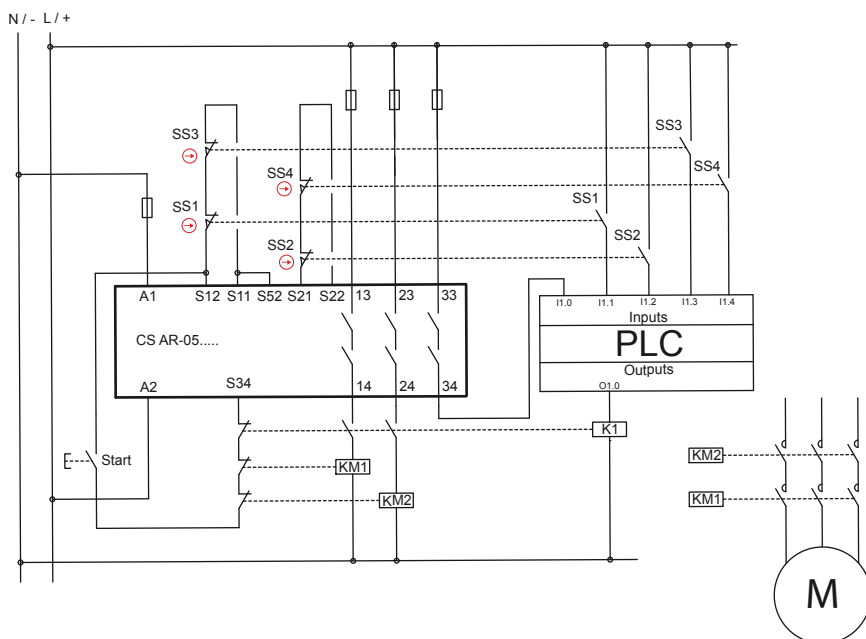 N / - L / +
SS3
SS3
SS4
SS4
SS1
SS1
SS2
SS2
A1 S12 S11 S52 S21 S22 13 23 33
I1.0 I1.1 I1.2 I1.3 I1.4
Inputs
CS AR-05.....
PLC
Outputs
A2 S34 14 24 34
O1.0
K1
Start
KM1
KM2
KM2
KM1
M